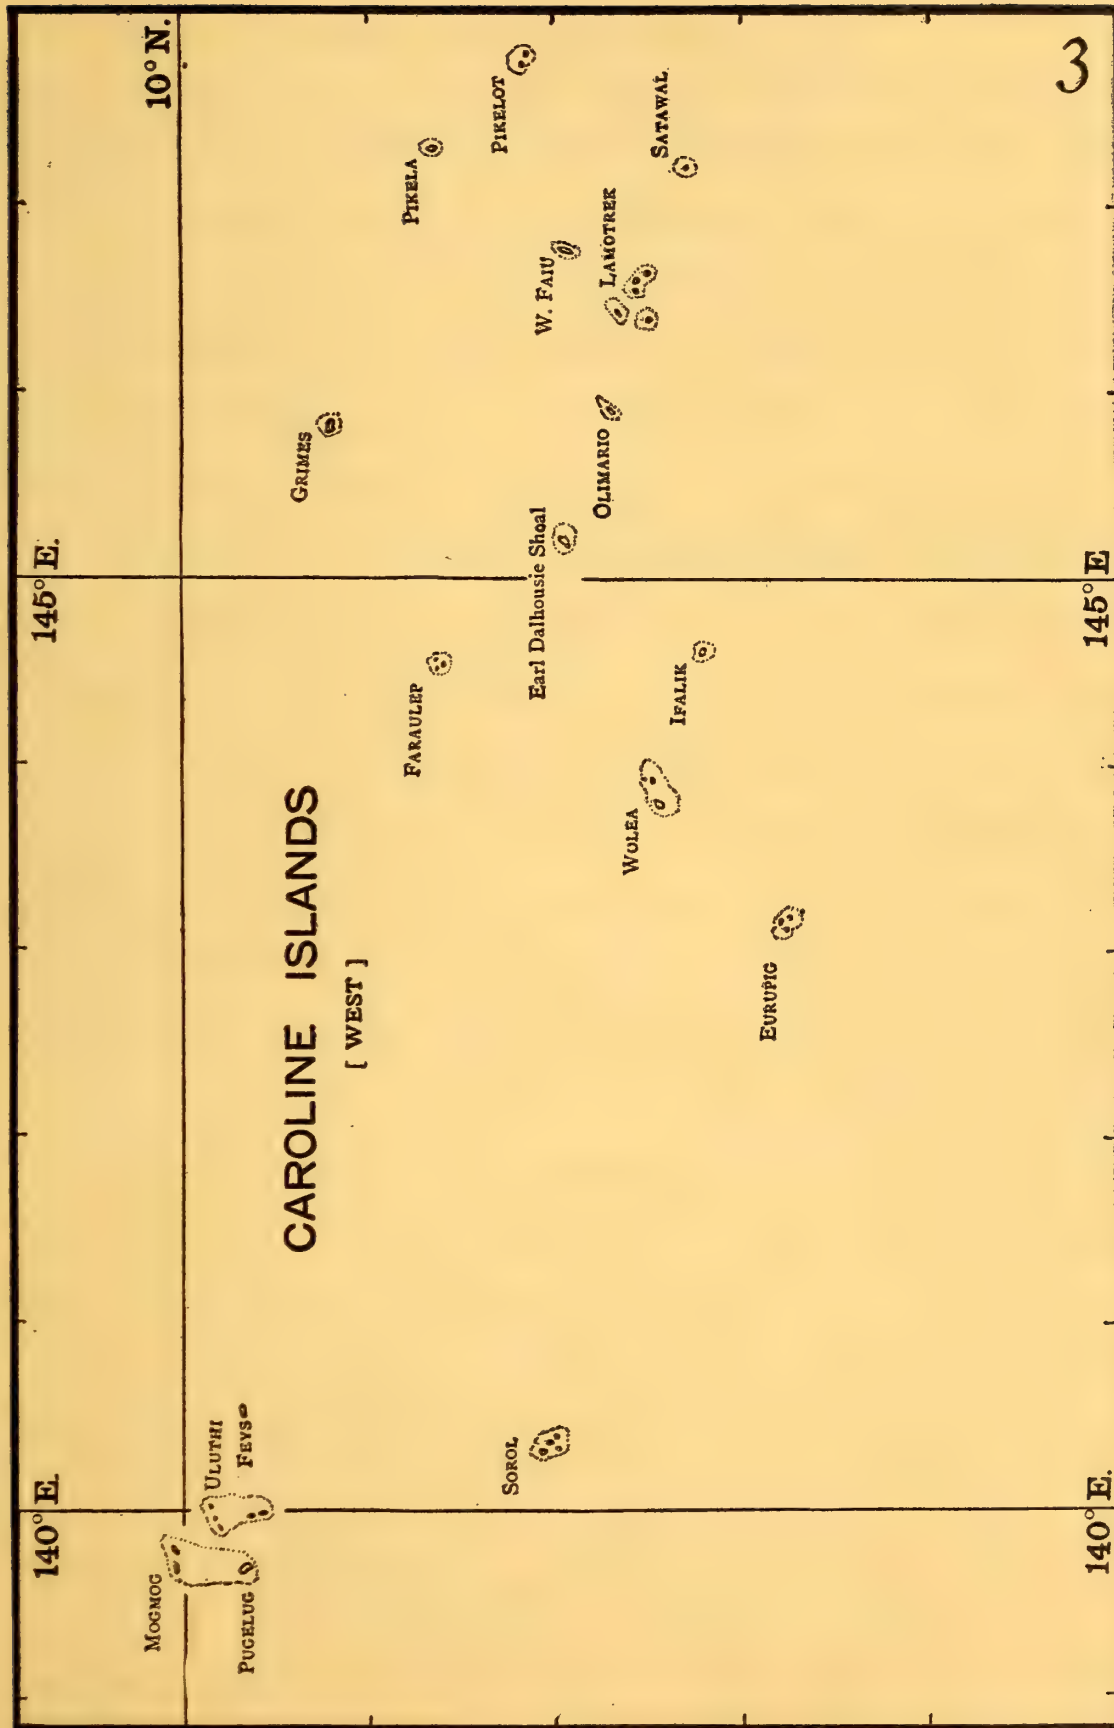 145° E.
140° E.
10° N.
CAROLINE ISLANDS
[ WEST ]
MOGMOG
ULUTHI
FEYS
PUGELUG
GRIMES
FARAULEP
PIKELA
PIKELOT
SOROL
Earl Dalhousie Shoal
W. FAIU
OLIMARIO
LAMOTREK
WOLEA
SATAWAL
IFALIK
EURUPIG
140° E.
145° E
3